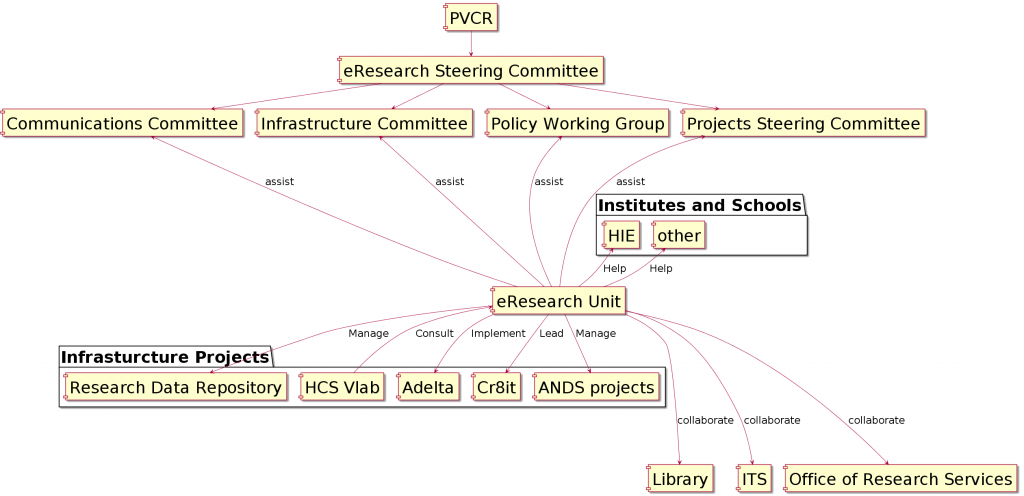 PVCR
eResearch Steering Committee
Communications Committee
Infrastructure Committee
Policy Working Group
Projects Steering Committee
assist
assist
assist
assist
Institutes and Schools
HIE
other
Help
Help
eResearch Unit
Manage
Consult
Implement
Lead
Manage
Infrasturcture Projects
Research Data Repository
HCS Vlab
Adelta
Cr8it
ANDS projects
collaborate
collaborate
collaborate
Library
ITS
Office of Research Services